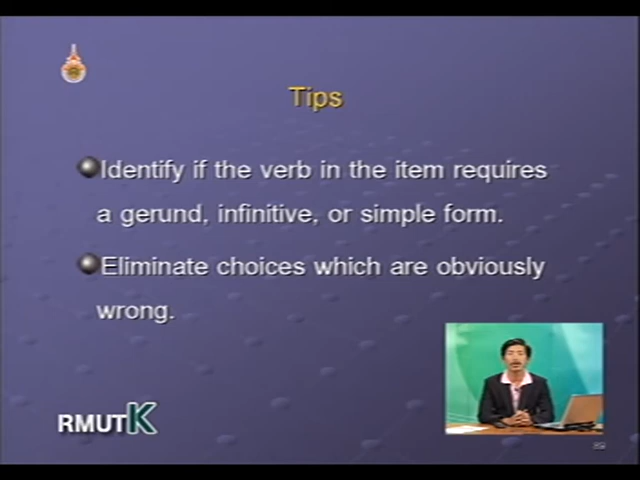 Tips
Identify if the verb in the item requires
a gerund, infinitive, or simple form.
Eliminate choices which are obviously
wrong.
RMUTK